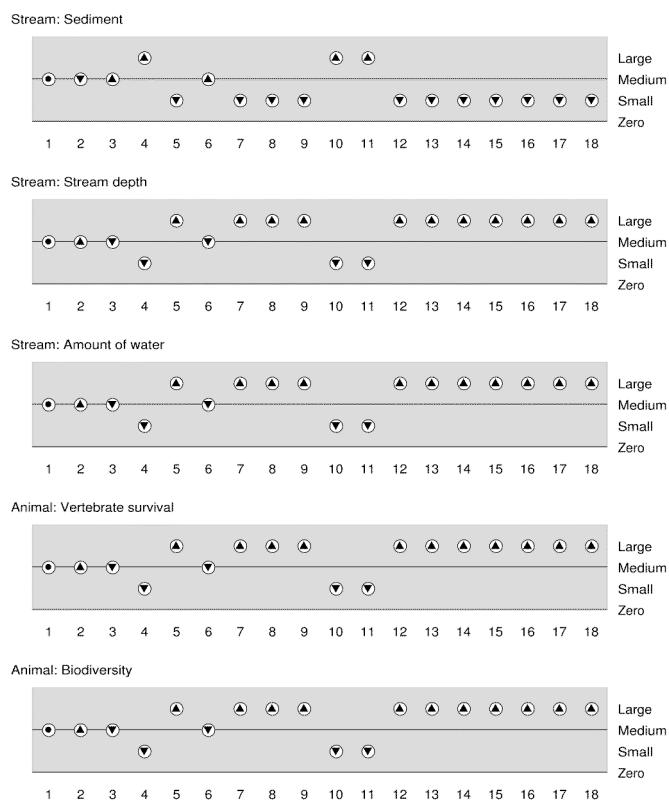 Stream: Sediment
Large
Medium
Small
Zero
1 2 3 4 5 6 7 8 9 10 11 12 13 14 15 16 17 18
Stream: Stream depth
Large
Medium
Small
Zero
1 2 3 4 5 6 7 8 9 10 11 12 13 14 15 16 17 18
Stream: Amount of water
Large
Medium
Small
Zero
1 2 3 4 5 6 7 8 9 10 11 12 13 14 15 16 17 18
Animal: Vertebrate survival
Large
Medium
Small
Zero
1 2 3 4 5 6 7 8 9 10 11 12 13 14 15 16 17 18
Animal: Biodiversity
Large
Medium
Small
Zero
1 2 3 4 5 6 7 8 9 10 11 12 13 14 15 16 17 18